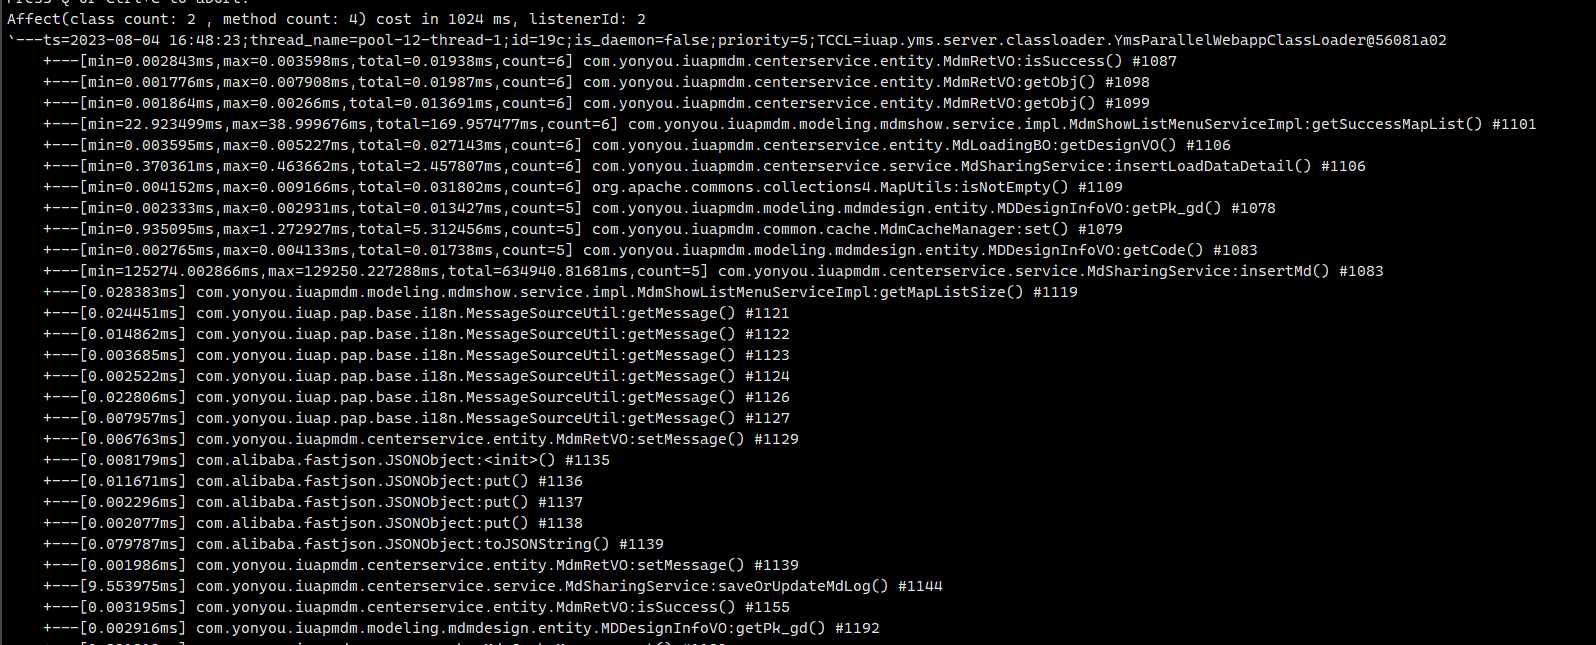 Press Q or Ctrl+C to abort.
Affect(class count: 2 , method count: 4) cost in 1024 ms, listenerId: 2
`---ts=2023-08-04 16:48:23;thread_name=pool-12-thread-1;id=19c;is_daemon=false;priority=5;TCCL=iuap.yms.server.classloader.YmsParallelWebappClassLoader@56081a02
+---[min=0.002843ms,max=0.003598ms,total=0.01938ms,count=6] com.yonyou.iuapmdm.centerservice.entity.MdmRetVO:isSuccess() #1087
+---[min=0.001776ms,max=0.007908ms,total=0.01987ms,count=6] com.yonyou.iuapmdm.centerservice.entity.MdmRetVO:getObj() #1098
+---[min=0.001864ms,max=0.00266ms,total=0.013691ms,count=6] com.yonyou.iuapmdm.centerservice.entity.MdmRetVO:getObj() #1099
+---[min=22.923499ms,max=38.999676ms,total=169.957477ms,count=6] com.yonyou.iuapmdm.modeling.mdmshow.service.impl.MdmShowListMenuServiceImpl:getSuccessMapList() #1101
+---[min=0.003595ms,max=0.005227ms,total=0.027143ms,count=6] com.yonyou.iuapmdm.centerservice.entity.MdLoadingBO:getDesignVO() #1106
+---[min=0.370361ms,max=0.463662ms,total=2.457807ms,count=6] com.yonyou.iuapmdm.centerservice.service.MdSharingService:insertLoadDataDetail() #1106
+---[min=0.004152ms,max=0.009166ms,total=0.031802ms,count=6] org.apache.commons.collections4.MapUtils:isNotEmpty() #1109
+---[min=0.002333ms,max=0.002931ms,total=0.013427ms,count=5] com.yonyou.iuapmdm.modeling.mdmdesign.entity.MDDesignInfoVO:getPk_gd() #1078
+---[min=0.935095ms,max=1.272927ms,total=5.312456ms,count=5] com.yonyou.iuapmdm.common.cache.MdmCacheManager:set() #1079
+---[min=0.002765ms,max=0.004133ms,total=0.01738ms,count=5] com.yonyou.iuapmdm.modeling.mdmdesign.entity.MDDesignInfoVO:getCode() #1083
+---[min=125274.002866ms,max=129250.227288ms,total=634940.81681ms,count=5] com.yonyou.iuapmdm.centerservice.service.MdSharingService:insertMd() #1083
+---[0.028383ms] com.yonyou.iuapmdm.modeling.mdmshow.service.impl.MdmShowListMenuServiceImpl:getMapListSize() #1119
+---[0.024451ms] com.yonyou.iuap.pap.base.i18n.MessageSourceUtil:getMessage() #1121
+---[0.014862ms] com.yonyou.iuap.pap.base.i18n.MessageSourceUtil:getMessage() #1122
+---[0.003685ms] com.yonyou.iuap.pap.base.i18n.MessageSourceUtil:getMessage() #1123
+---[0.002522ms] com.yonyou.iuap.pap.base.i18n.MessageSourceUtil:getMessage() #1124
+---[0.022806ms] com.yonyou.iuap.pap.base.i18n.MessageSourceUtil:getMessage() #1126
+---[0.007957ms] com.yonyou.iuap.pap.base.i18n.MessageSourceUtil:getMessage() #1127
+---[0.006763ms] com.yonyou.iuapmdm.centerservice.entity.MdmRetVO:setMessage() #1129
+---[0.008179ms] com.alibaba.fastjson.JSONObject:<init>() #1135
+---[0.011671ms] com.alibaba.fastjson.JSONObject:put() #1136
+---[0.002296ms] com.alibaba.fastjson.JSONObject:put() #1137
+---[0.002077ms] com.alibaba.fastjson.JSONObject:put() #1138
+---[0.079787ms] com.alibaba.fastjson.JSONObject:toJSONString() #1139
+---[0.001986ms] com.yonyou.iuapmdm.centerservice.entity.MdmRetVO:setMessage() #1139
+---[9.553975ms] com.yonyou.iuapmdm.centerservice.service.MdSharingService:saveOrUpdateMdLog() #1144
+---[0.003195ms] com.yonyou.iuapmdm.centerservice.entity.MdmRetVO:isSuccess() #1155
+---[0.002916ms] com.yonyou.iuapmdm.modeling.mdmdesign.entity.MDDesignInfoVO:getPk_gd() #1192